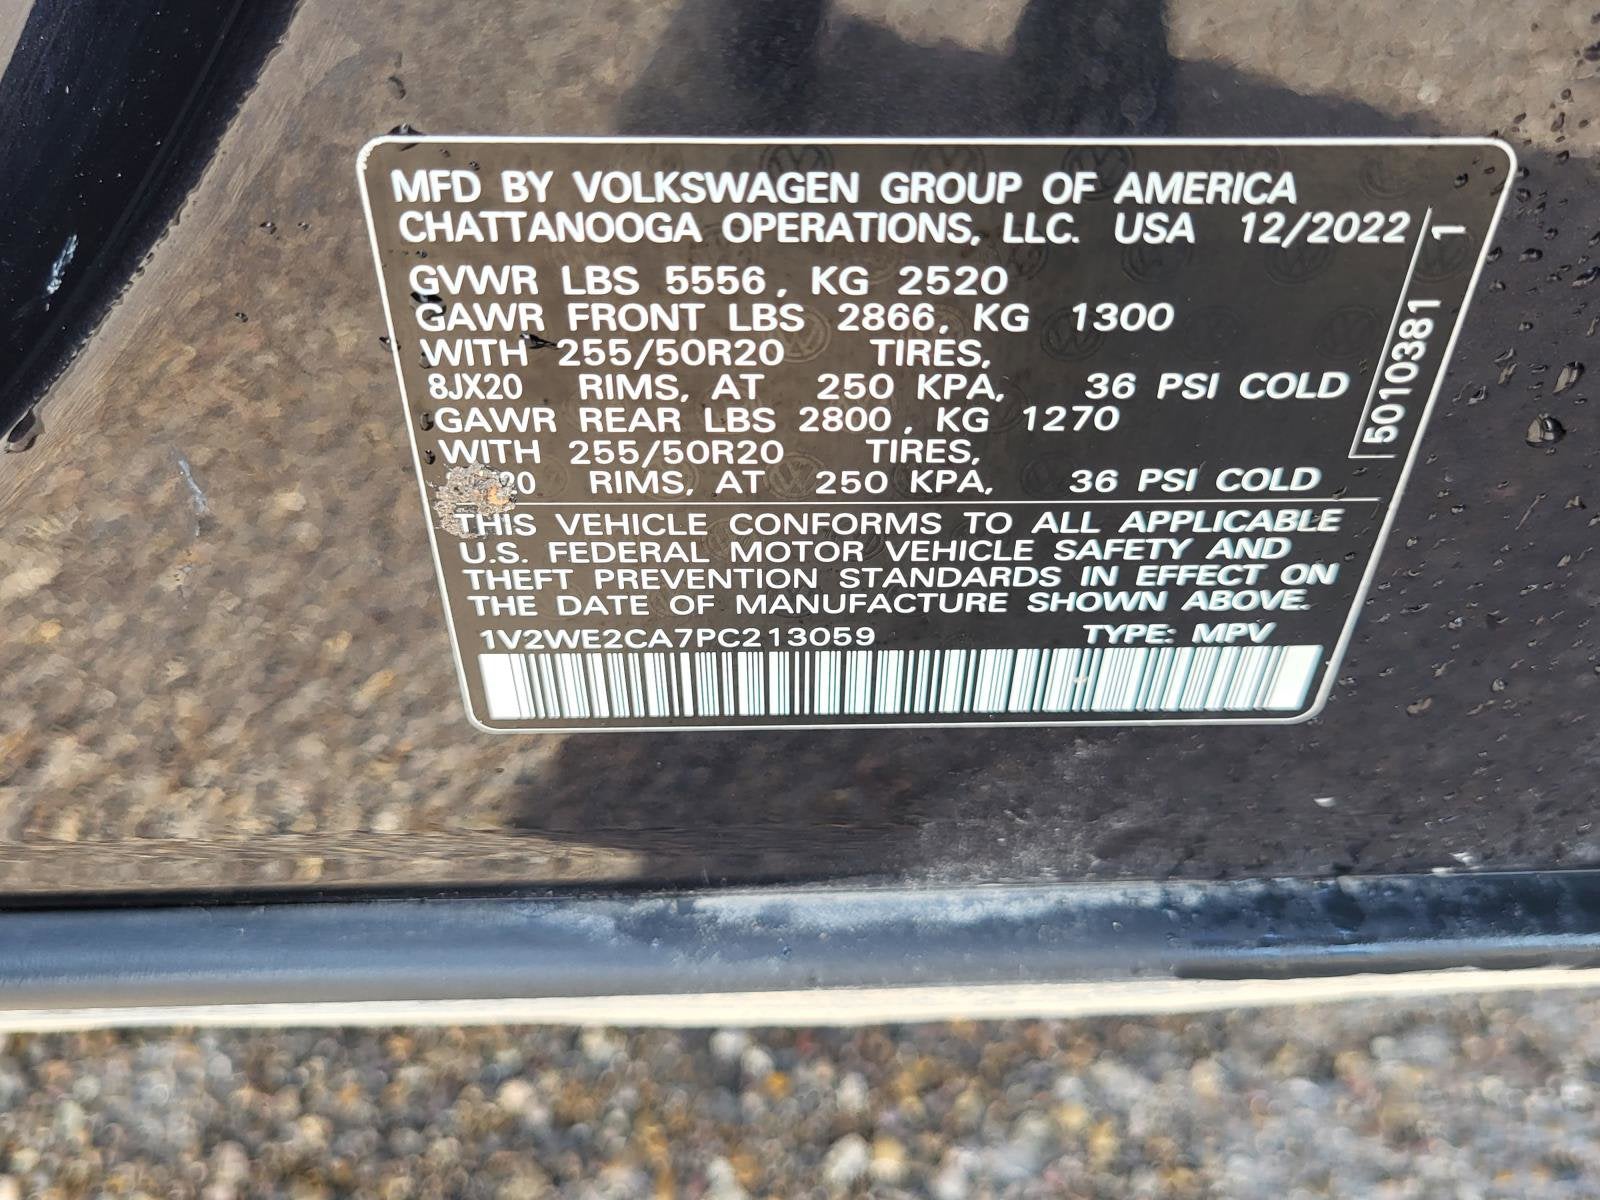 MFD BY VOLKSWAGEN GROUP OF AMERICA
CHATTANOOGA OPERATIONS, LLC. USA 12/2022
GVWR LBS 5556, KG 2520
GAWR FRONT LBS 2866, KG 1300
WITH 255/50R20 TIRES,
8JX20 RIMS, AT 250 KPA, 36 PSI COLD
GAWR REAR LBS 2800, KG 1270
WITH 255/50R20 TIRES,
20 RIMS, AT 250 KPA, 36 PSI COLD
THIS VEHICLE CONFORMS TO ALL APPLICABLE
U.S. FEDERAL MOTOR VEHICLE SAFETY AND
THEFT PREVENTION STANDARDS IN EFFECT ON
THE DATE OF MANUFACTURE SHOWN ABOVE.
1V2WE2CA7PC213059 TYPE: MPV
5010381 1